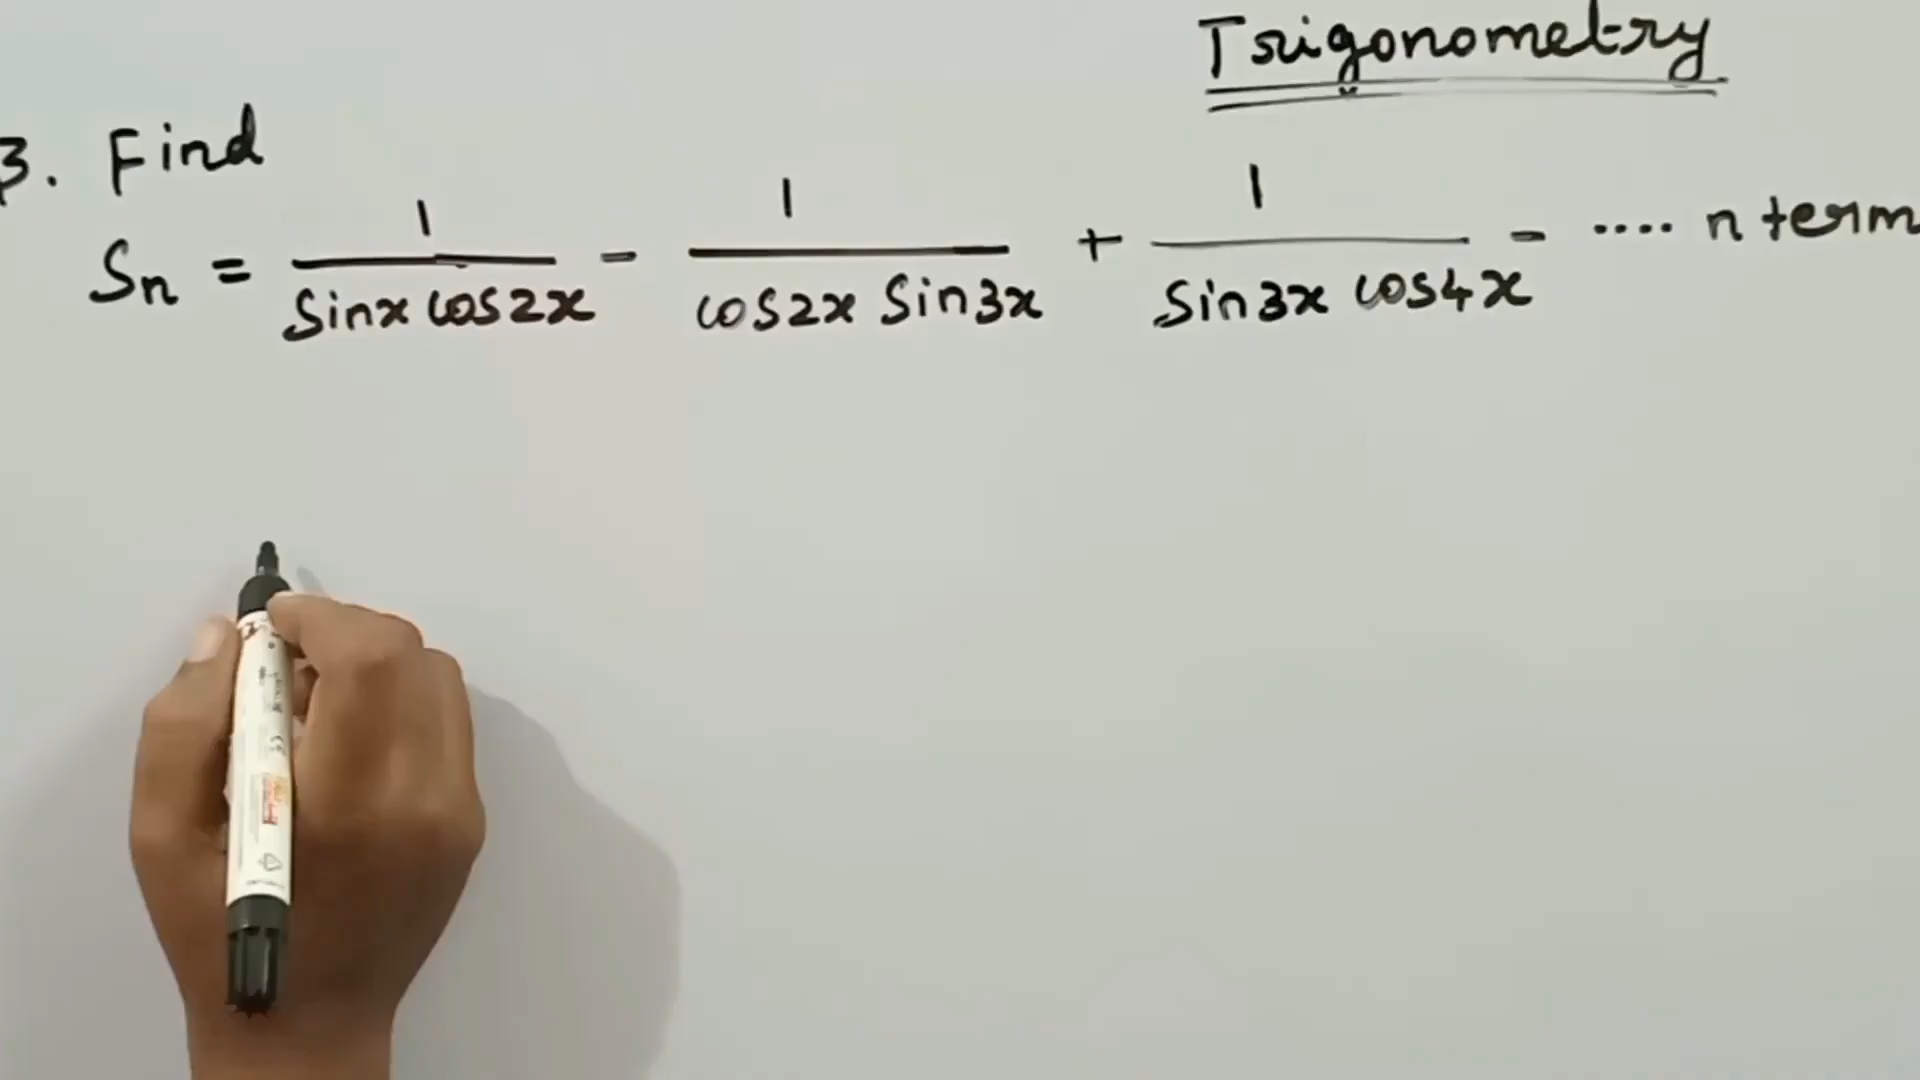 Trigonometry
3. Find
Sn = 1/(Sinx cos2x) - 1/(cos2x Sin3x) + 1/(Sin3x cos4x) - .... n term